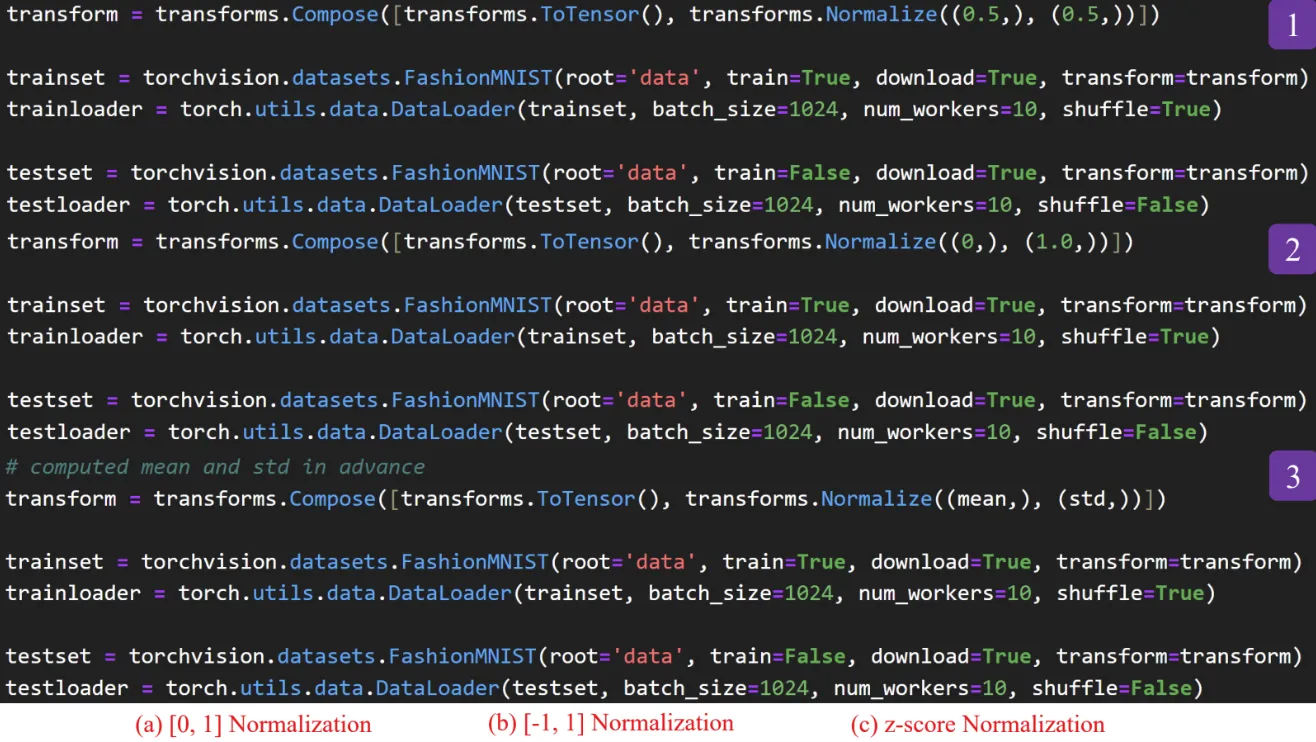 transform = transforms.Compose([transforms.ToTensor(), transforms.Normalize((0.5,), (0.5,))])
1
trainset = torchvision.datasets.FashionMNIST(root='data', train=True, download=True, transform=transform)
trainloader = torch.utils.data.DataLoader(trainset, batch_size=1024, num_workers=10, shuffle=True)
testset = torchvision.datasets.FashionMNIST(root='data', train=False, download=True, transform=transform)
testloader = torch.utils.data.DataLoader(testset, batch_size=1024, num_workers=10, shuffle=False)
transform = transforms.Compose([transforms.ToTensor(), transforms.Normalize((0,), (1.0,))])
2
trainset = torchvision.datasets.FashionMNIST(root='data', train=True, download=True, transform=transform)
trainloader = torch.utils.data.DataLoader(trainset, batch_size=1024, num_workers=10, shuffle=True)
testset = torchvision.datasets.FashionMNIST(root='data', train=False, download=True, transform=transform)
testloader = torch.utils.data.DataLoader(testset, batch_size=1024, num_workers=10, shuffle=False)
# computed mean and std in advance
3
transform = transforms.Compose([transforms.ToTensor(), transforms.Normalize((mean,), (std,))])
trainset = torchvision.datasets.FashionMNIST(root='data', train=True, download=True, transform=transform)
trainloader = torch.utils.data.DataLoader(trainset, batch_size=1024, num_workers=10, shuffle=True)
testset = torchvision.datasets.FashionMNIST(root='data', train=False, download=True, transform=transform)
testloader = torch.utils.data.DataLoader(testset, batch_size=1024, num_workers=10, shuffle=False)
(a) [0, 1] Normalization (b) [-1, 1] Normalization (c) z-score Normalization